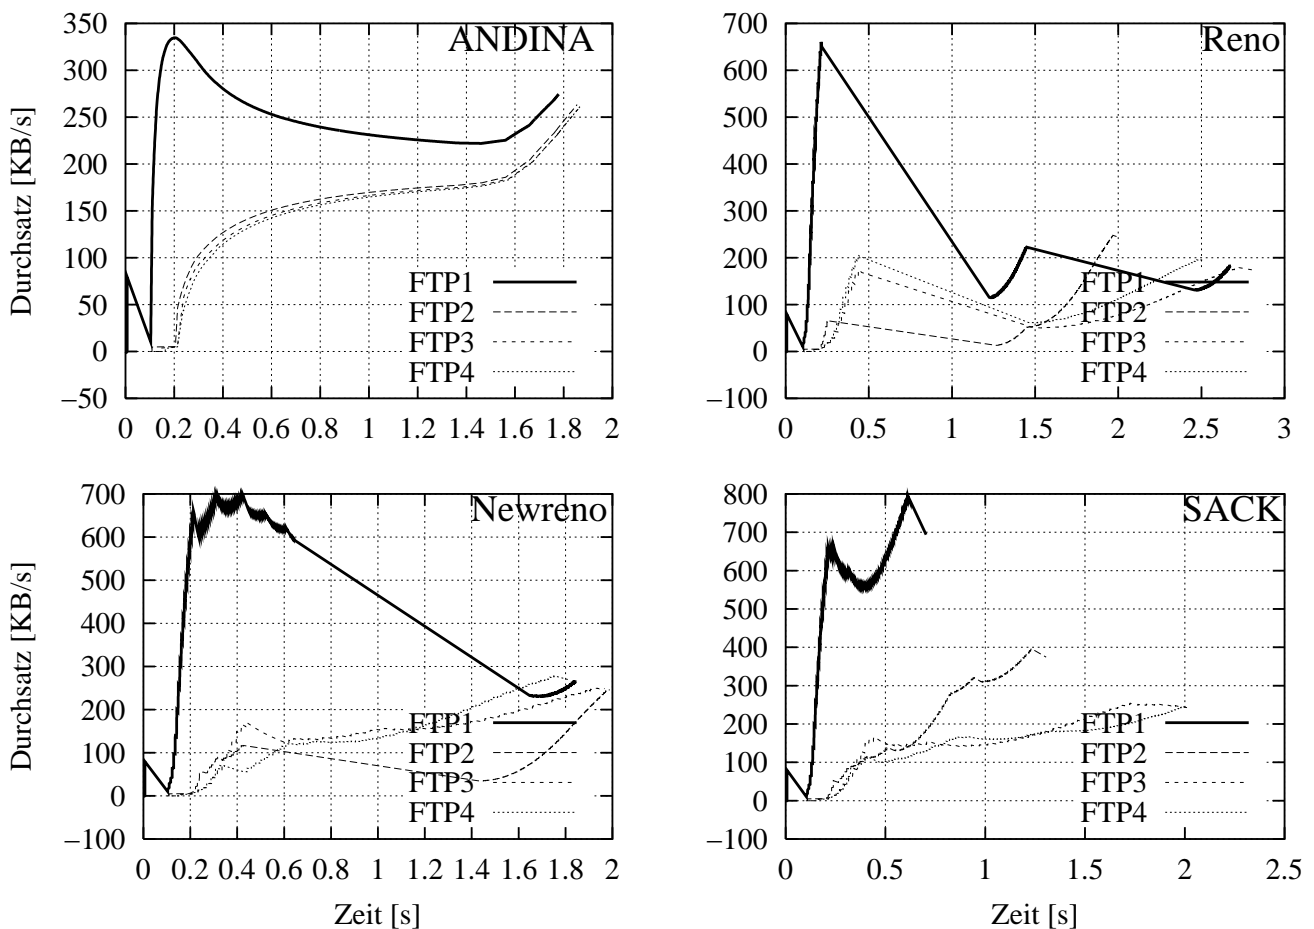 350
300
250
200
150
100
50
0
−50
0 0.2 0.4 0.6 0.8 1 1.2 1.4 1.6 1.8 2
Durchsatz [KB/s]
ANDINA
FTP1
FTP2
FTP3
FTP4
700
600
500
400
300
200
100
0
−100
0 0.5 1 1.5 2 2.5 3
Reno
FTP1
FTP2
FTP3
FTP4
700
600
500
400
300
200
100
0
−100
0 0.2 0.4 0.6 0.8 1 1.2 1.4 1.6 1.8 2
Durchsatz [KB/s]
Zeit [s]
Newreno
FTP1
FTP2
FTP3
FTP4
800
700
600
500
400
300
200
100
0
−100
0 0.5 1 1.5 2 2.5
Zeit [s]
SACK
FTP1
FTP2
FTP3
FTP4